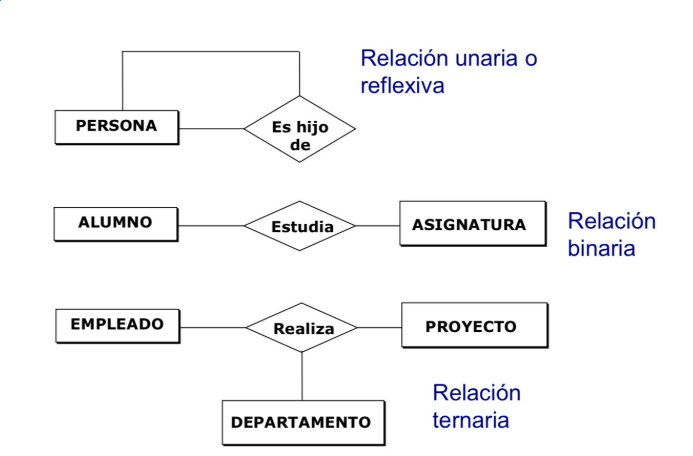 Relación unaria o
reflexiva
PERSONA
Es hijo
de
ALUMNO
Estudia
ASIGNATURA
Relación
binaria
EMPLEADO
Realiza
PROYECTO
Relación
ternaria
DEPARTAMENTO